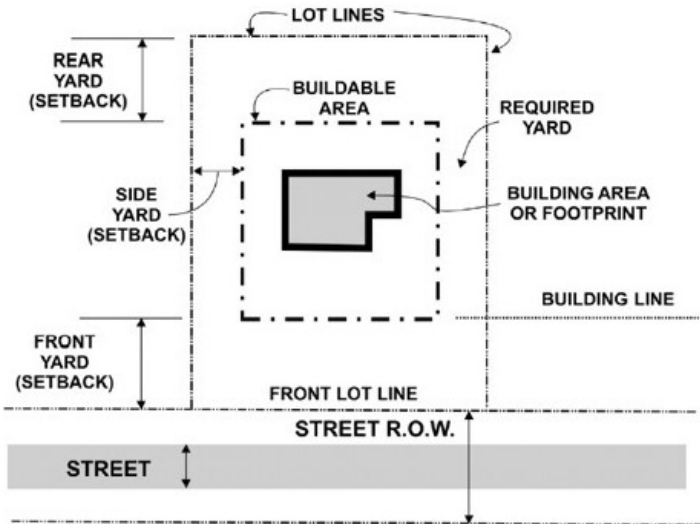 LOT LINES
REAR
YARD
(SETBACK)
BUILDABLE
AREA
REQUIRED
YARD
SIDE
YARD
(SETBACK)
BUILDING AREA
OR FOOTPRINT
BUILDING LINE
FRONT
YARD
(SETBACK)
FRONT LOT LINE
STREET R.O.W.
STREET